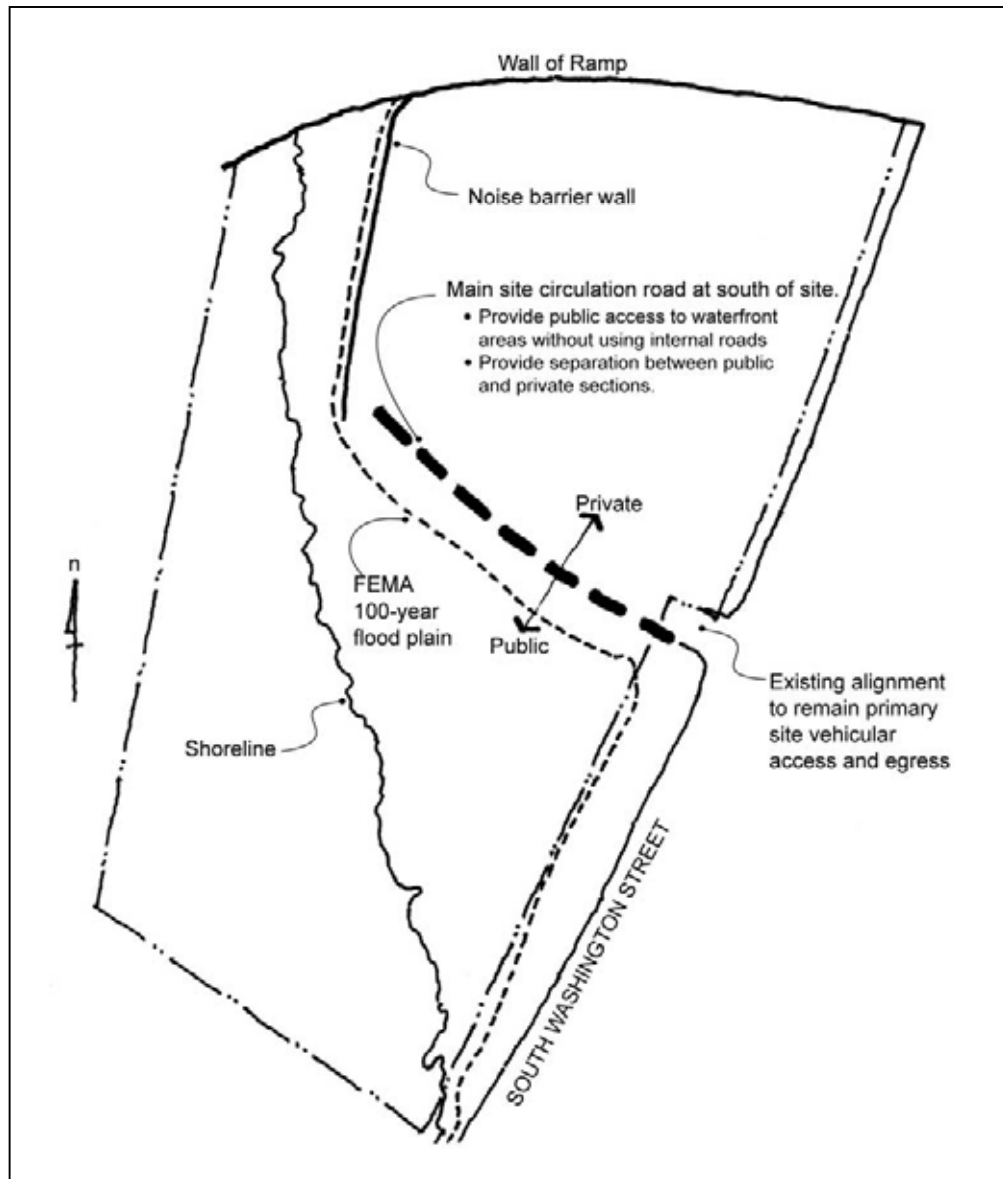 Wall of Ramp
Noise barrier wall
Main site circulation road at south of site.
• Provide public access to waterfront
areas without using internal roads
• Provide separation between public
and private sections.
Private
n
FEMA
100-year
flood plain
Public
Existing alignment
to remain primary
site vehicular
access and egress
Shoreline
SOUTH WASHINGTON STREET